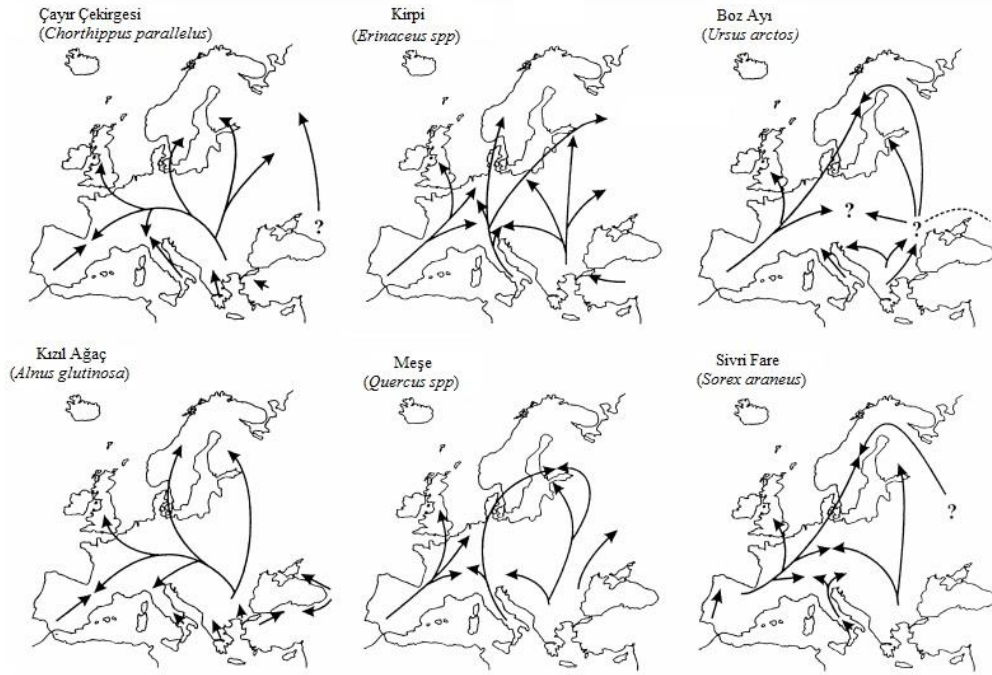 Çayır Çekirgesi
(Chorthippus parallelus)
Kirpi
(Erinaceus spp)
Boz Ayı
(Ursus arctos)
?
?
?
Kızıl Ağaç
(Alnus glutinosa)
Meşe
(Quercus spp)
Sivri Fare
(Sorex araneus)
?